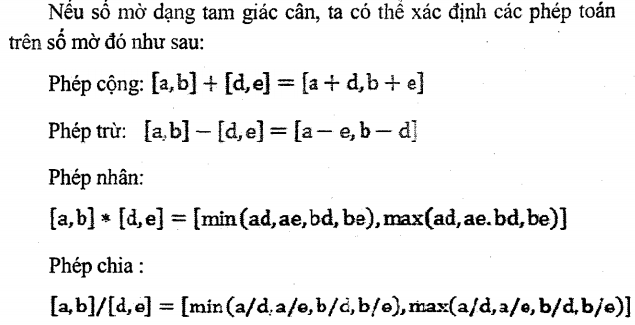 Nếu số mờ dạng tam giác cân, ta có thể xác định các phép toán
trên số mờ đó như sau:
Phép cộng: [a,b] + [d,e] = [a + d,b + e]
Phép trừ: [a,b] − [d,e] = [a − e,b − d]
Phép nhân:
[a,b] * [d,e] = [min(ad,ae,bd,be),max(ad,ae.bd,be)]
Phép chia :
[a,b]/[d,e] = [min(a/d,a/e,b/d,b/e),max(a/d,a/e,b/d,b/e)]